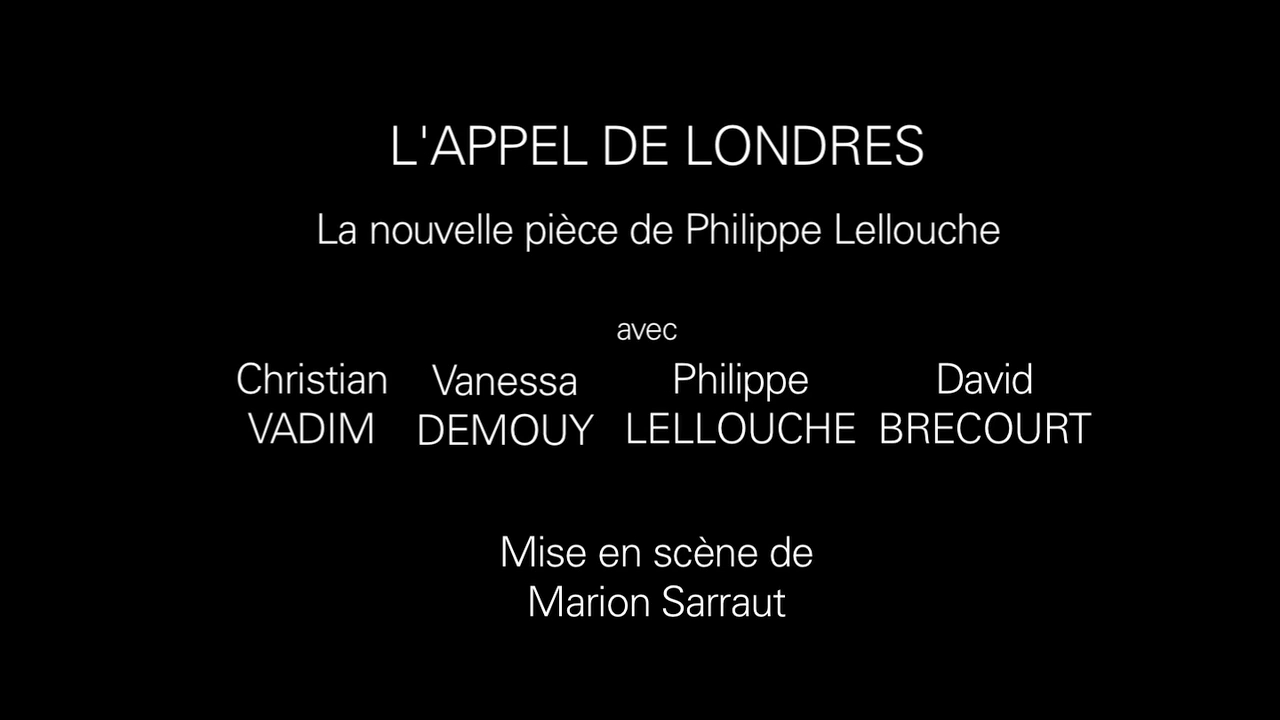 L'APPEL DE LONDRES
La nouvelle pièce de Philippe Lellouche
avec
Christian Vanessa Philippe David
VADIM DEMOUY LELLOUCHE BRECOURT
Mise en scène de
Marion Sarraut